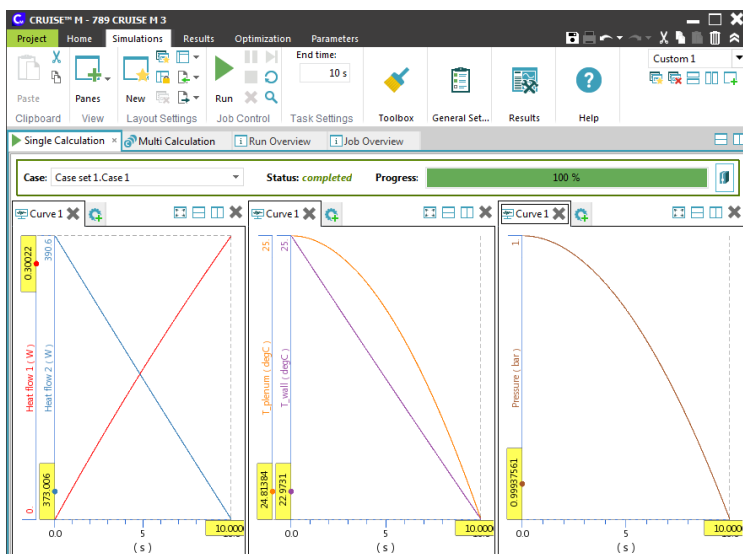 CRUISE™ M - 789 CRUISE M 3
Project Home Simulations Results Optimization Parameters
End time:
10 s
Custom 1
Paste Panes New Run Toolbox General Set... Results Help
Clipboard View Layout Settings Job Control Task Settings
Single Calculation × Multi Calculation Run Overview Job Overview
Case: Case set 1.Case 1 Status: completed Progress: 100 %
Curve 1
Heat flow 1 ( W )
0.
0.30022
Heat flow 2 ( W )
373.006
390.6
0.0 5 10.000
( s )
Curve 1
T_plenum ( degC )
24.81384
25.
T_wall ( degC )
22.9731
25.
0.0 5 10.000
( s )
Curve 1
Pressure ( bar )
0.99937561
1.
0.0 5 10.000
( s )